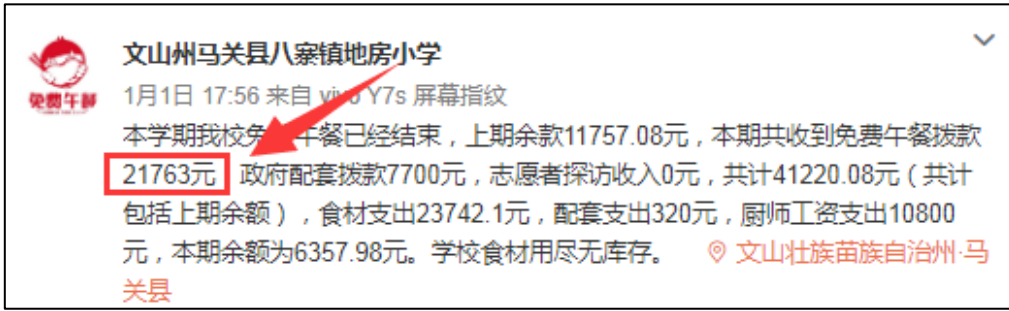 文山州马关县八寨镇地房小学
免费午餐
1月1日 17:56 来自 vivo Y7s 屏幕指纹
本学期我校免 午餐已经结束，上期余款11757.08元，本期共收到免费午餐拨款
21763元 政府配套拨款7700元，志愿者探访收入0元，共计41220.08元（共计
包括上期余额），食材支出23742.1元，配套支出320元，厨师工资支出10800
元，本期余额为6357.98元。学校食材用尽无库存。 文山壮族苗族自治州·马
关县